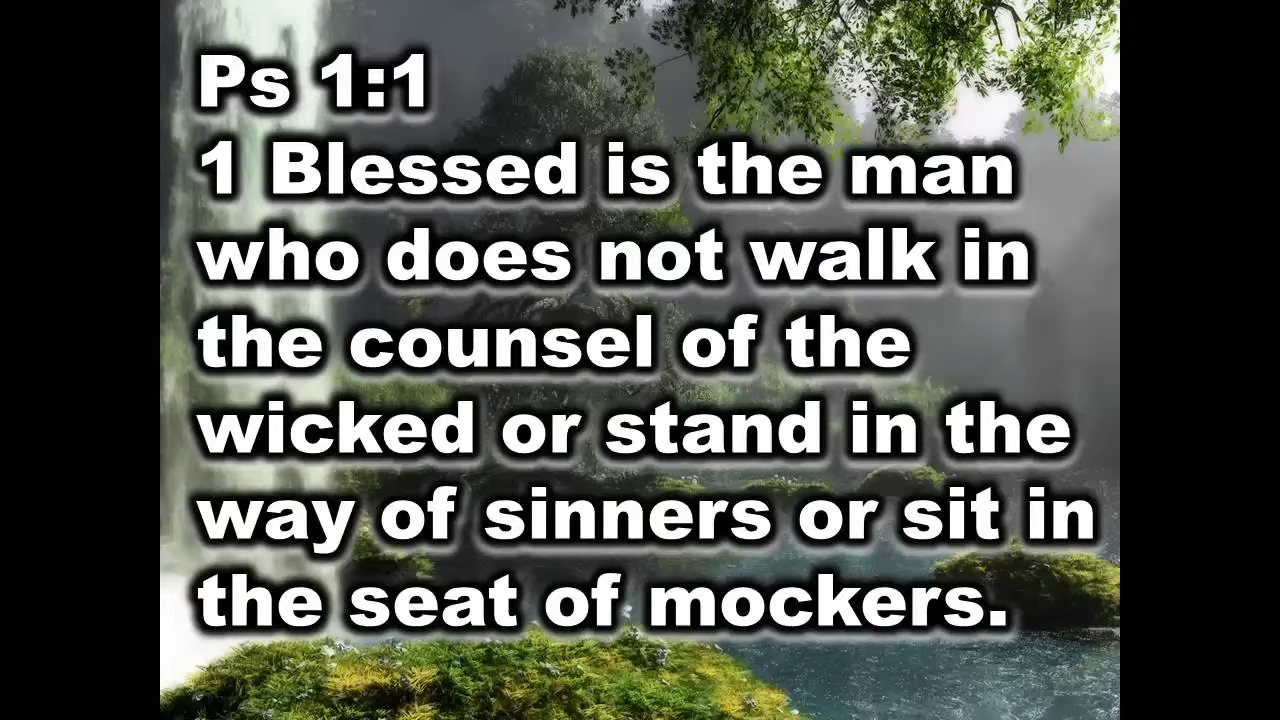 Ps 1:1
1 Blessed is the man
who does not walk in
the counsel of the
wicked or stand in the
way of sinners or sit in
the seat of mockers.